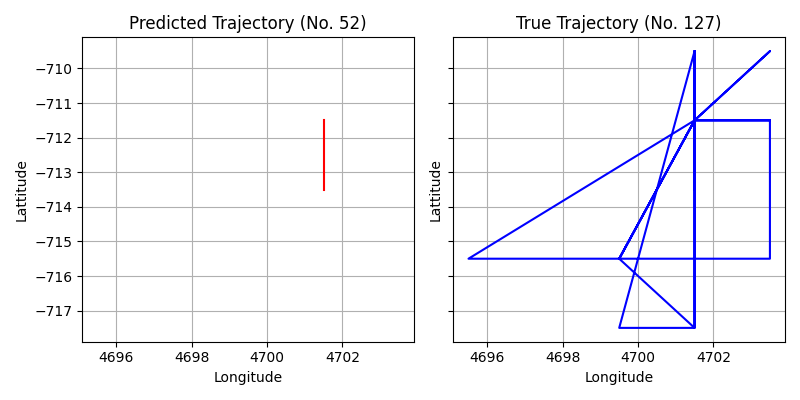 Predicted Trajectory (No. 52)
−710
−711
−712
−713
−714
−715
−716
−717
Lattitude
4696 4698 4700 4702
Longitude
True Trajectory (No. 127)
Lattitude
4696 4698 4700 4702
Longitude